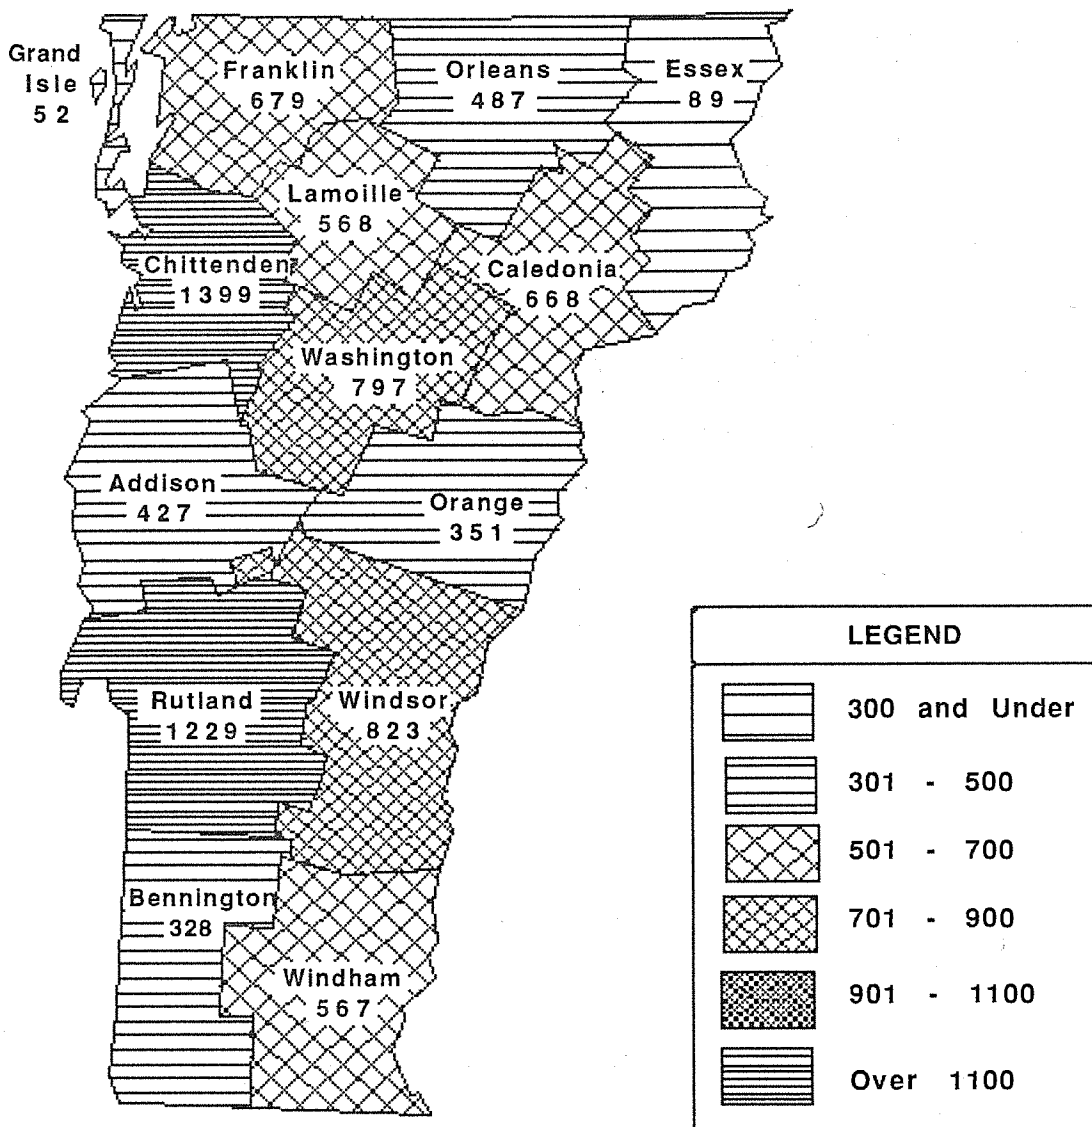 Grand
Isle
52
Franklin
679
Orleans
487
Essex
89
Lamoille
568
Chittenden
1399
Caledonia
668
Washington
797
Addison
427
Orange
351
Rutland
1229
Windsor
823
Bennington
328
Windham
567
LEGEND
300 and Under
301 - 500
501 - 700
701 - 900
901 - 1100
Over 1100